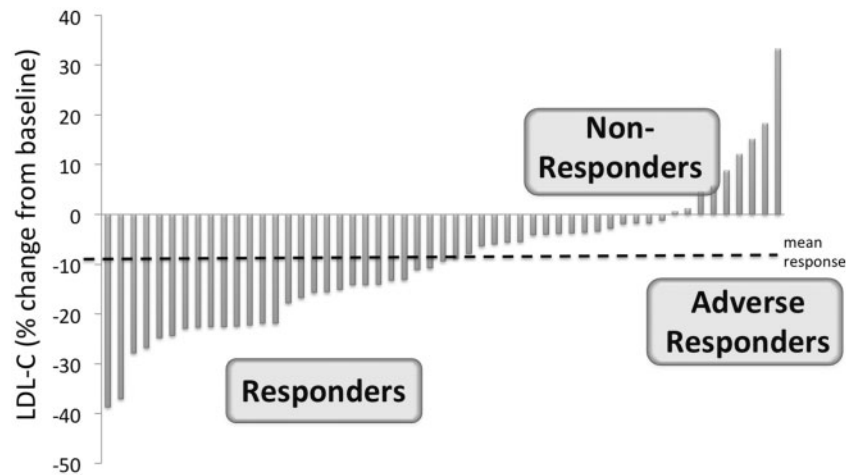 40
30
20
10
0
-10
-20
-30
-40
-50
LDL-C (% change from baseline)
Non-
Responders
mean
response
Adverse
Responders
Responders